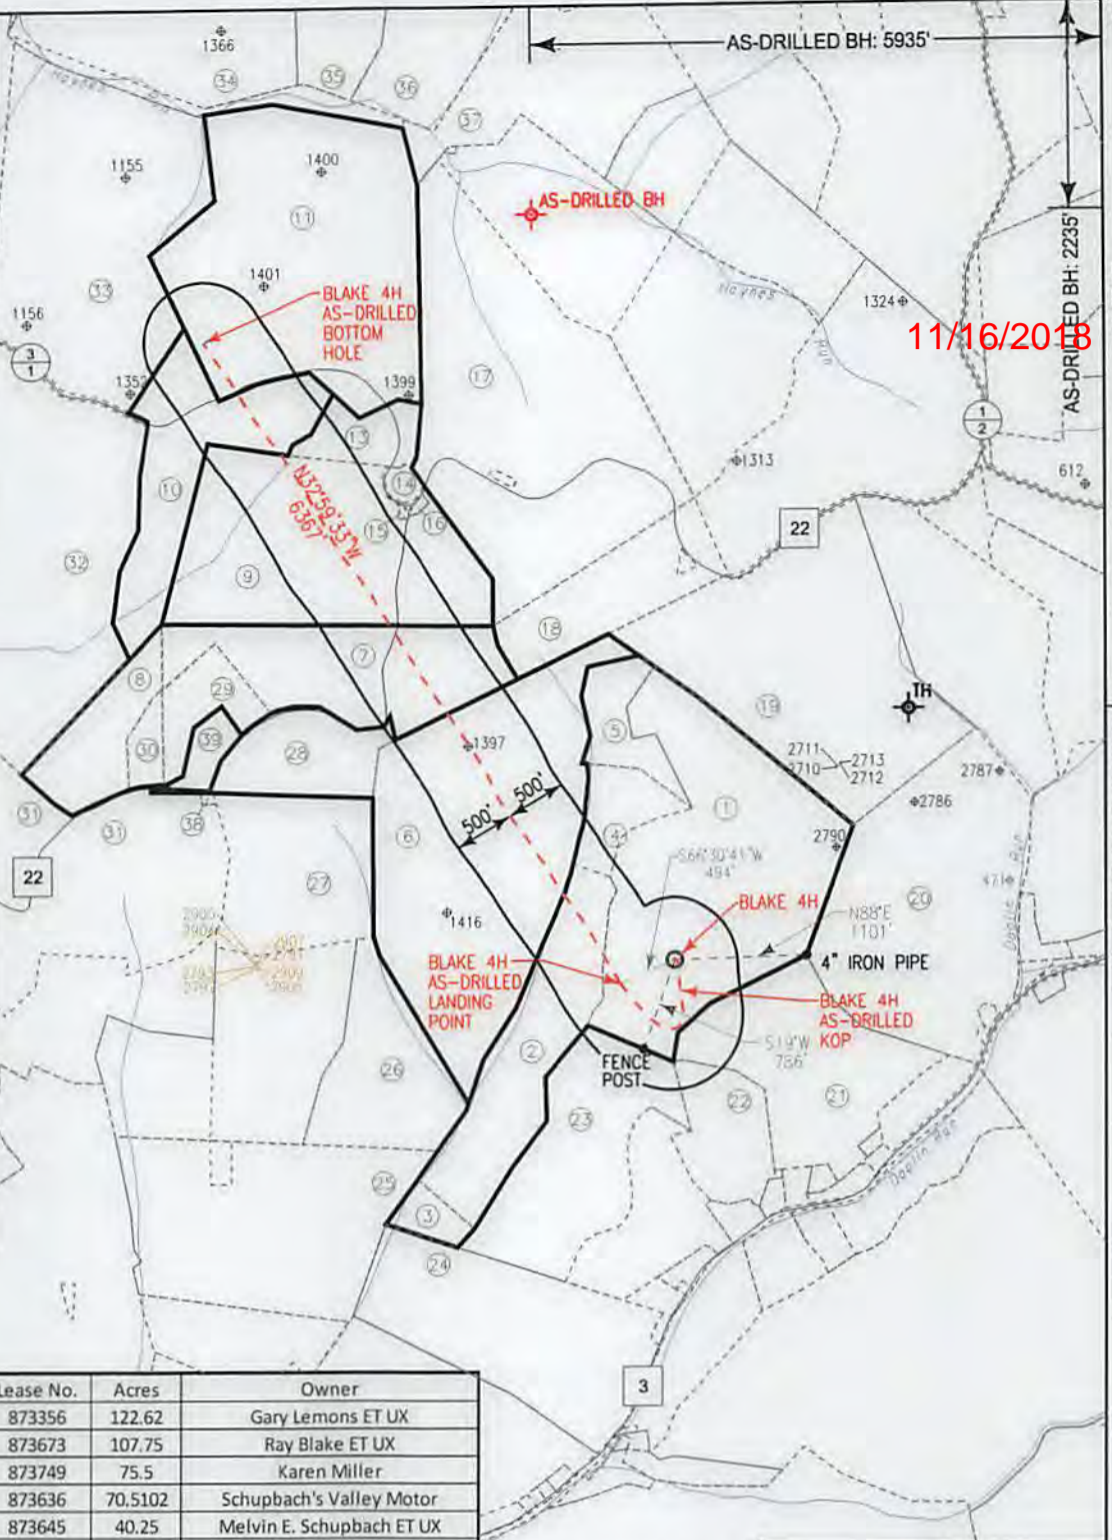 AS-DRILLED BH: 5935'
AS-DRILLED BH: 2235'
11/16/2018
1366
34
35
36
37
1155
1400
11
AS-DRILLED BH
1401
33
1156
3
1
BLAKE 4H
AS-DRILLED
BOTTOM
HOLE
Haynes
Run
1324
1352
1399
17
1
2
13
1313
612
10
14
16
15
22
N32°59'33"W
6367'
32
9
18
7
8
29
19
TH
5
30
39
28
1397
2711
2713
2710
2712
2787
2786
31
31
38
500'
500'
1
6
4
2790
22
27
S66°30'41"W
494'
BLAKE 4H
N88°E
1101'
471
20
Doolin Run
1416
4" IRON PIPE
BLAKE 4H
AS-DRILLED
LANDING
POINT
BLAKE 4H
AS-DRILLED
KOP
S19°W
786'
FENCE
POST
2
26
23
22
21
Doolin Run
25
3
24
3
Lease No. Acres Owner
873356 122.62 Gary Lemons ET UX
873673 107.75 Ray Blake ET UX
873749 75.5 Karen Miller
873636 70.5102 Schupbach's Valley Motor
873645 40.25 Melvin E. Schupbach ET UX